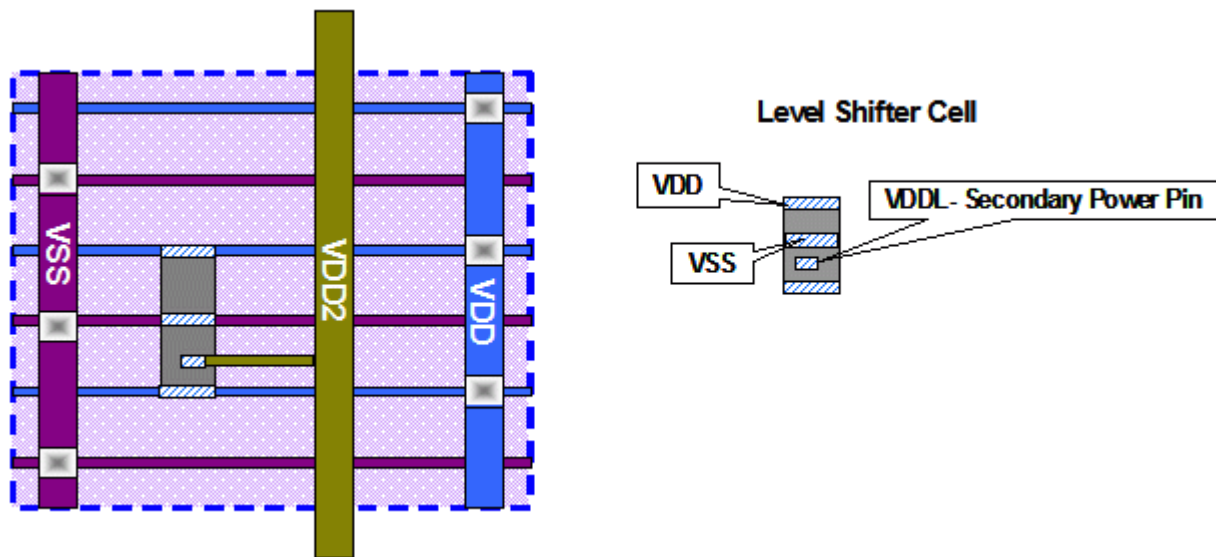 VSS
VDD2
VDD
Level Shifter Cell
VDD
VDDL- Secondary Power Pin
VSS